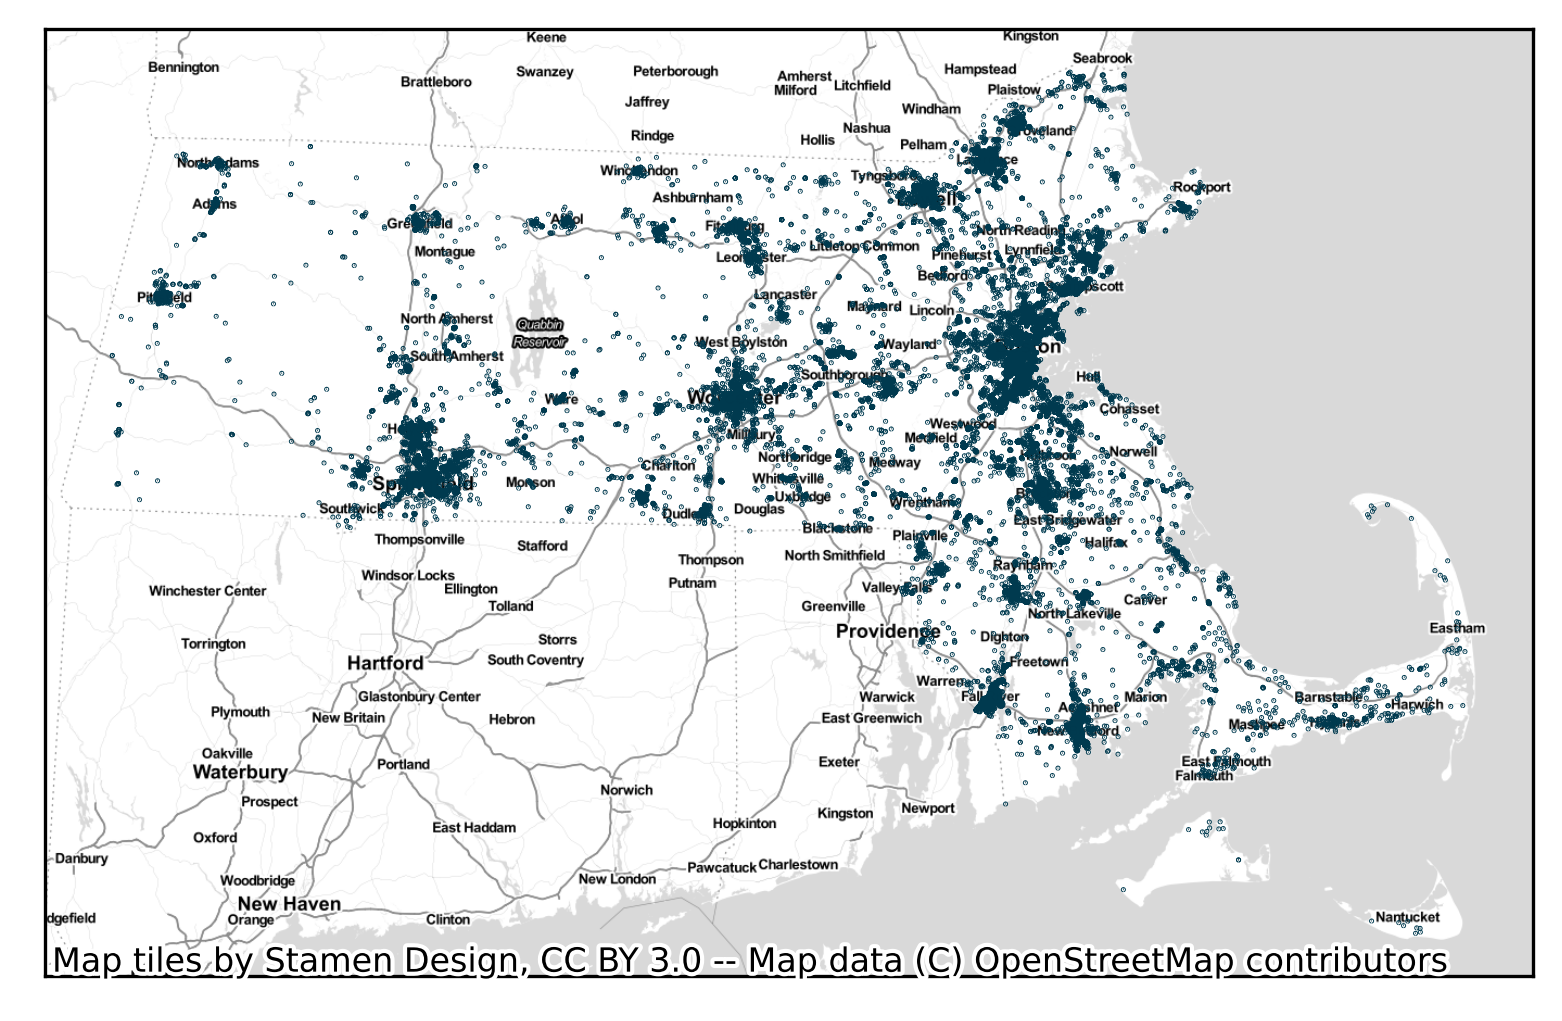 Keene
Kingston
Bennington
Brattleboro
Swanzey
Peterborough
Amherst
Milford
Litchfield
Hampstead
Seabrook
Plaistow
Jaffrey
Windham
Rindge
Hollis
Nashua
Pelham
Groveland
North Adams
Winchendon
Lawrence
Tyngsboro
Rockport
Adams
Ashburnham
Lowell
Greenfield
Athol
Fitchburg
North Reading
Montague
Leominster
Littleton Common
Pinehurst
Lynnfield
Bedford
Pittsfield
Lancaster
Swampscott
North Amherst
Quabbin
Reservoir
Maynard
Lincoln
South Amherst
West Boylston
Wayland
Boston
Southborough
Hull
Ware
Worcester
Cohasset
Holyoke
Millbury
Westwood
Medfield
Charlton
Northbridge
Medway
Norwell
Springfield
Monson
Whitinsville
Uxbridge
Southwick
Dudley
Douglas
Wrentham
East Bridgewater
Blackstone
Plainville
Halifax
Thompsonville
Stafford
Thompson
North Smithfield
Raynham
Windsor Locks
Ellington
Putnam
Valley Falls
Winchester Center
Tolland
Greenville
Carver
North Lakeville
Torrington
Storrs
Providence
Dighton
Eastham
Hartford
South Coventry
Freetown
Glastonbury Center
Warren
Warwick
Fall River
Acushnet
Marion
Barnstable
Harwich
Plymouth
New Britain
Hebron
East Greenwich
New Bedford
Mashpee
Hyannis
Oakville
Waterbury
Portland
Exeter
East Falmouth
Falmouth
Prospect
Norwich
Kingston
Newport
Oxford
East Haddam
Hopkinton
Danbury
Woodbridge
New London
Pawcatuck
Charlestown
New Haven
dgefield
Orange
Clinton
Nantucket
Map tiles by Stamen Design, CC BY 3.0 -- Map data (C) OpenStreetMap contributors